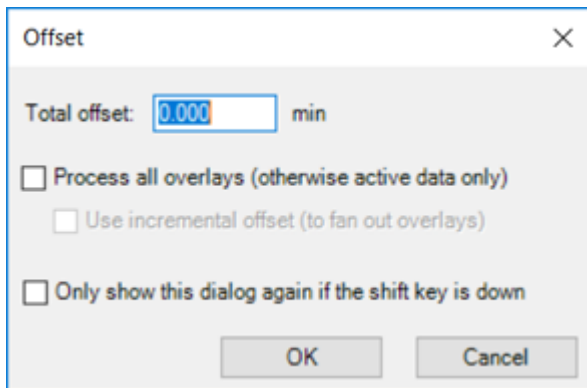 Offset
Total offset: 0.000 min
Process all overlays (otherwise active data only)
Use incremental offset (to fan out overlays)
Only show this dialog again if the shift key is down
OK Cancel